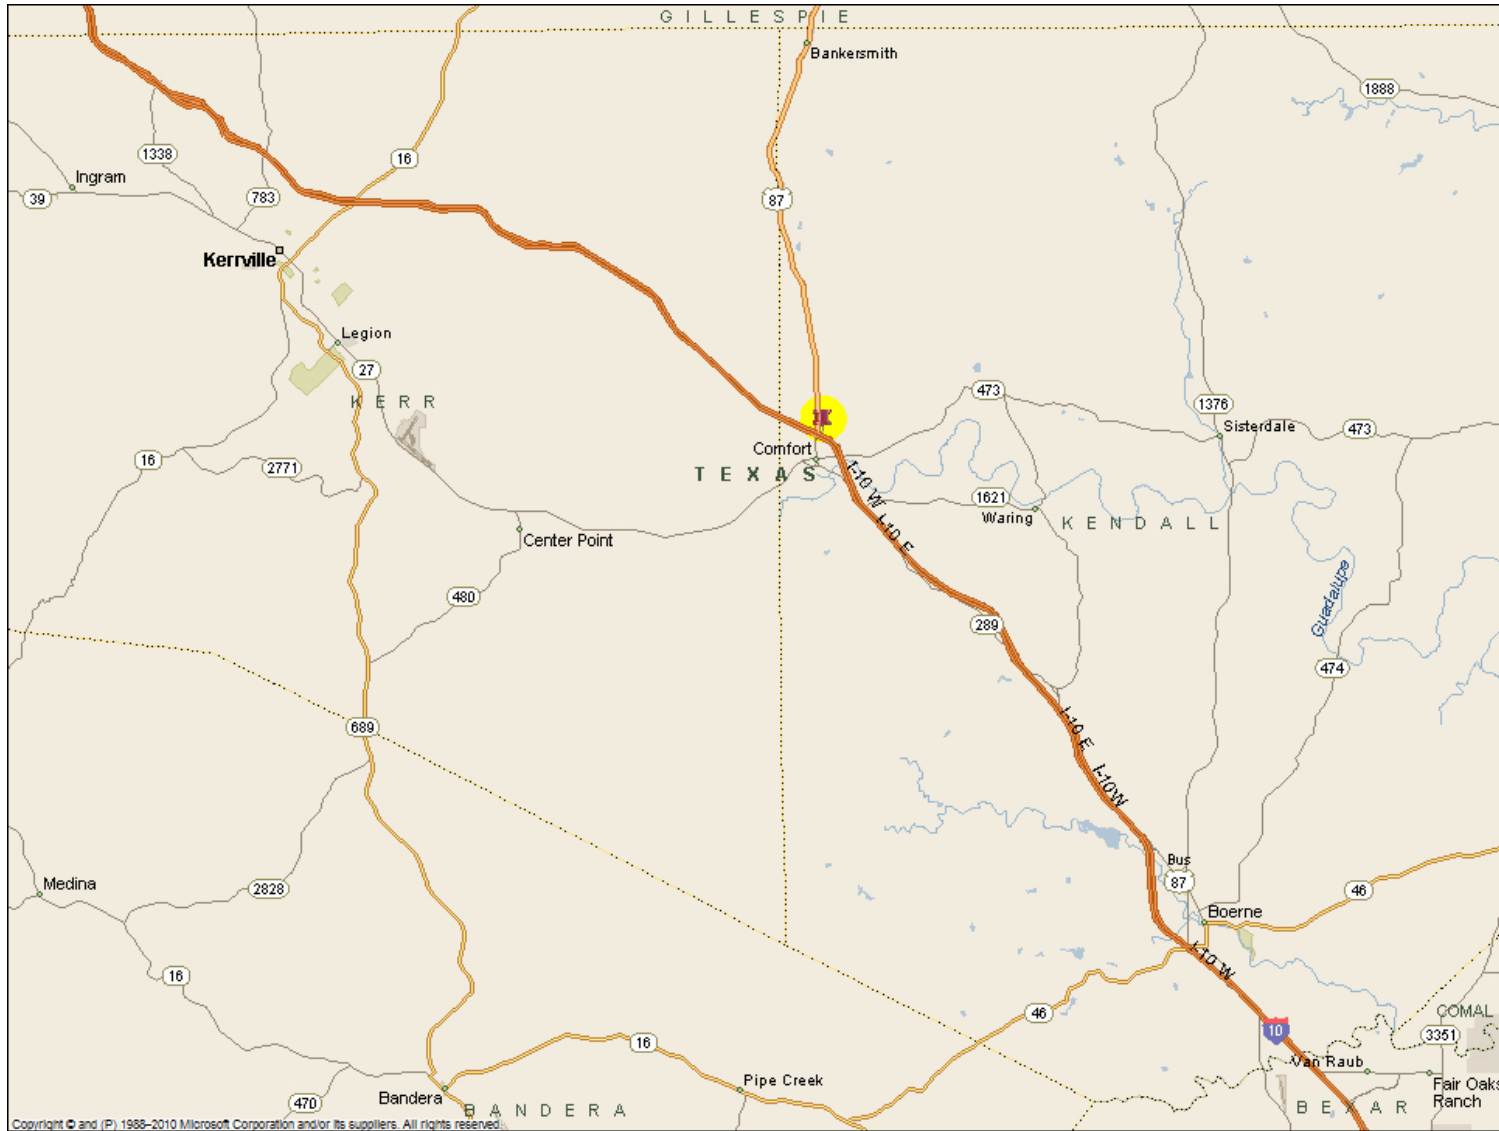 GILLESPIE
Bankersmith
1888
1338
16
Ingram
39
783
87
Kerrville
Legion
27
KERR
473
1376
Sisterdale
473
Comfort
TEXAS
16
2771
I-10 W
1621
Waring
KENDALL
I-10 E
Center Point
480
Guadalupe
289
474
689
I-10 E
I-10W
Bus
87
Medina
2828
46
Boerne
16
I-10 W
46
10
COMAL
3351
16
Van Raub
Pipe Creek
Fair Oaks
Ranch
Bandera
470
BANDERA
BEXAR
Copyright © and (P) 1988–2010 Microsoft Corporation and/or its suppliers. All rights reserved.